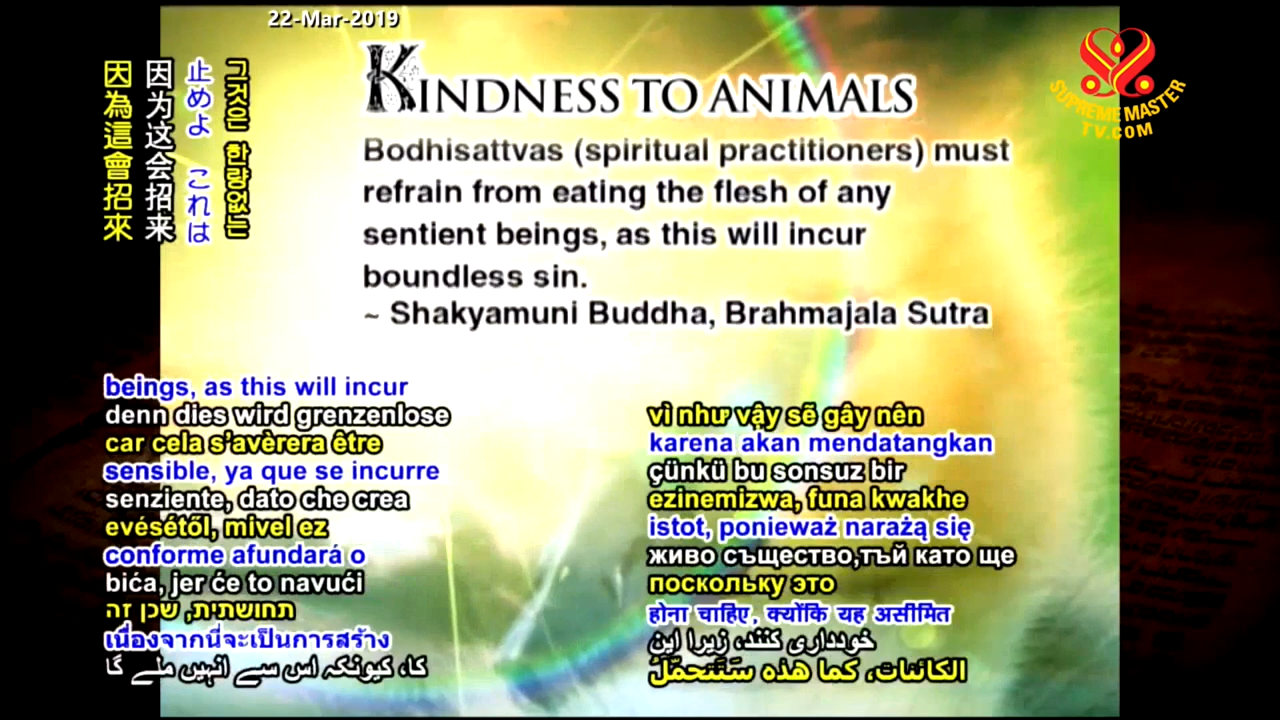 22-Mar-2019
KINDNESS TO ANIMALS
SUPREME MASTER
TV.COM
Bodhisattvas (spiritual practitioners) must
refrain from eating the flesh of any
sentient beings, as this will incur
boundless sin.
~ Shakyamuni Buddha, Brahmajala Sutra
그것은 한량없는
止めよ これは
因为这会招来
因為這會招來
beings, as this will incur
denn dies wird grenzenlose
car cela s'avèrera être
sensible, ya que se incurre
senziente, dato che crea
evésétől, mivel ez
conforme afundará o
bića, jer će to navući
תחושתית, שכן זה
เนื่องจากนี่จะเป็นการสร้าง
کا، کیونکہ اس سے انہیں ملے گا
vì như vậy sẽ gây nên
karena akan mendatangkan
çünkü bu sonsuz bir
ezinemizwa, funa kwakhe
istot, ponieważ narażą się
живо същество,тъй като ще
поскольку это
होना चाहिए, क्योंकि यह असीमित
خودداری کنند، زیرا این
الكائنات، كما هذه سَتَتحمّلُ